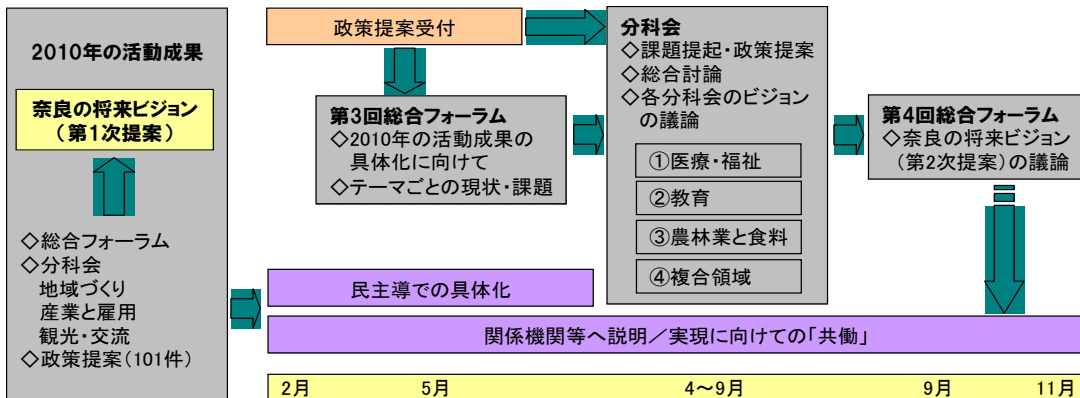 2010年の活動成果
奈良の将来ビジョン
（第1次提案）
◇総合フォーラム
◇分科会
地域づくり
産業と雇用
観光・交流
◇政策提案（101件）
政策提案受付
第3回総合フォーラム
◇2010年の活動成果の
具体化に向けて
◇テーマごとの現状・課題
分科会
◇課題提起・政策提案
◇総合討論
◇各分科会のビジョン
の議論
①医療・福祉
②教育
③農林業と食料
④複合領域
第4回総合フォーラム
◇奈良の将来ビジョン
（第2次提案）の議論
民主導での具体化
関係機関等へ説明／実現に向けての「共働」
2月 5月 4～9月 9月 11月